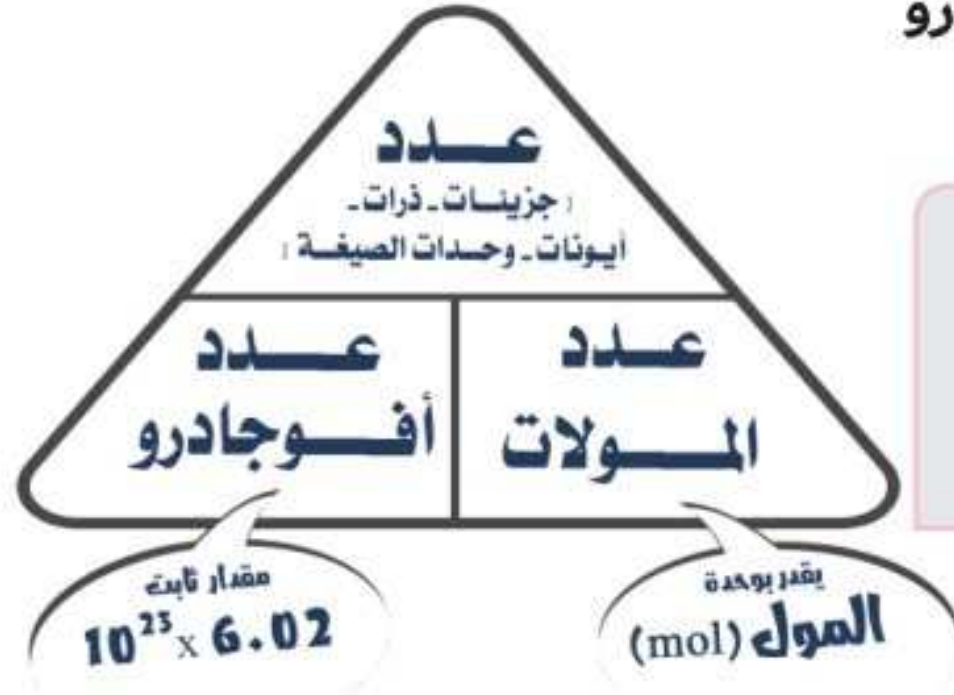 رو
عدد
(جزيئات ـ ذرات ـ
أيونات ـ وحدات الصيغة)
عدد
المولات
عدد
أفوجادرو
يقدر بوحدة
المول (mol)
مقدار ثابت
10²³ x 6.02